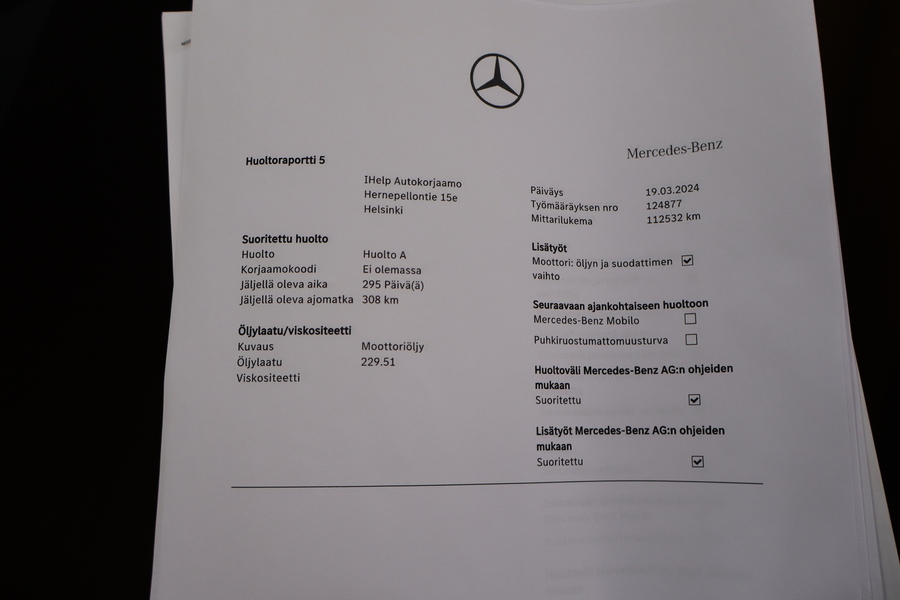 Mercedes-Benz
Huoltoraportti 5
IHelp Autokorjaamo
Hernepellontie 15e
Helsinki
Päiväys 19.03.2024
Työmääräyksen nro 124877
Mittarilukema 112532 km
Suoritettu huolto
Huolto Huolto A
Korjaamokoodi Ei olemassa
Jäljellä oleva aika 295 Päivä(ä)
Jäljellä oleva ajomatka 308 km
Öljylaatu/viskositeetti
Kuvaus Moottoriöljy
Öljylaatu 229.51
Viskositeetti
Lisätyöt
Moottori: öljyn ja suodattimen
vaihto
Seuraavaan ajankohtaiseen huoltoon
Mercedes-Benz Mobilo
Puhkiruostumattomuusturva
Huoltoväli Mercedes-Benz AG:n ohjeiden
mukaan
Suoritettu
Lisätyöt Mercedes-Benz AG:n ohjeiden
mukaan
Suoritettu